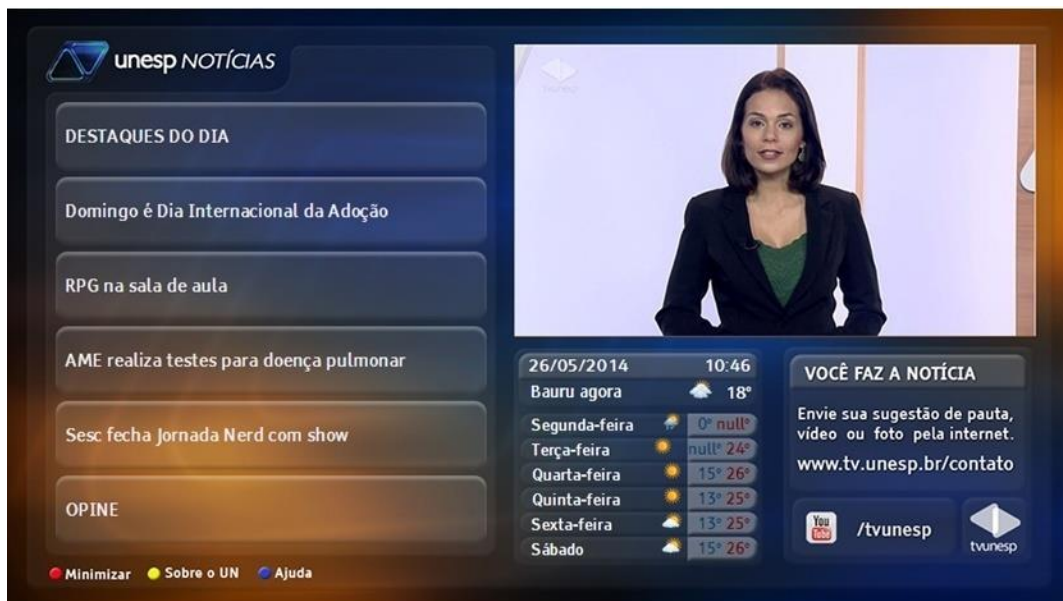 unesp NOTÍCIAS
DESTAQUES DO DIA
Domingo é Dia Internacional da Adoção
RPG na sala de aula
AME realiza testes para doença pulmonar
Sesc fecha Jornada Nerd com show
OPINE
Minimizar Sobre o UN Ajuda
tvunesp
26/05/2014 10:46
Bauru agora 18°
Segunda-feira 0° null°
Terça-feira null° 24°
Quarta-feira 15° 26°
Quinta-feira 13° 25°
Sexta-feira 13° 25°
Sábado 15° 26°
VOCÊ FAZ A NOTÍCIA
Envie sua sugestão de pauta,
vídeo ou foto pela internet.
www.tv.unesp.br/contato
You
Tube
/tvunesp
tvunesp